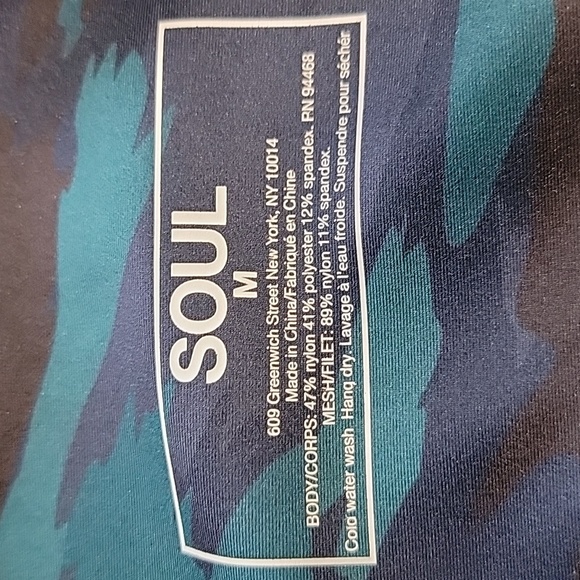 SOUL
M
609 Greenwich Street New York, NY 10014
Made in China/Fabriqué en Chine
BODY/CORPS: 47% nylon 41% polyester 12% spandex. RN 94468
MESH/FILET: 89% nylon 11% spandex.
Cold water wash Hang dry. Lavage à l'eau froide. Suspendre pour séchér